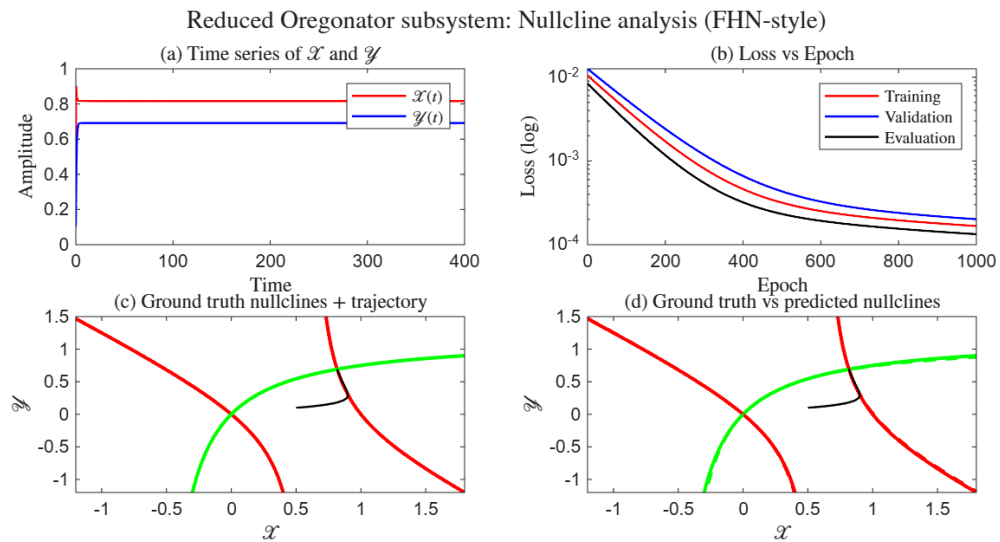 Reduced Oregonator subsystem: Nullcline analysis (FHN-style)
(a) Time series of 𝒳 and 𝒴
1
0.8
0.6
0.4
0.2
0
Amplitude
0 100 200 300 400
Time
𝒳(t)
𝒴(t)
(b) Loss vs Epoch
10⁻²
10⁻³
10⁻⁴
Loss (log)
0 200 400 600 800 1000
Epoch
Training
Validation
Evaluation
(c) Ground truth nullclines + trajectory
1.5
1
0.5
0
-0.5
-1
𝒴
-1 -0.5 0 0.5 1 1.5
𝒳
(d) Ground truth vs predicted nullclines
1.5
1
0.5
0
-0.5
-1
𝒴
-1 -0.5 0 0.5 1 1.5
𝒳